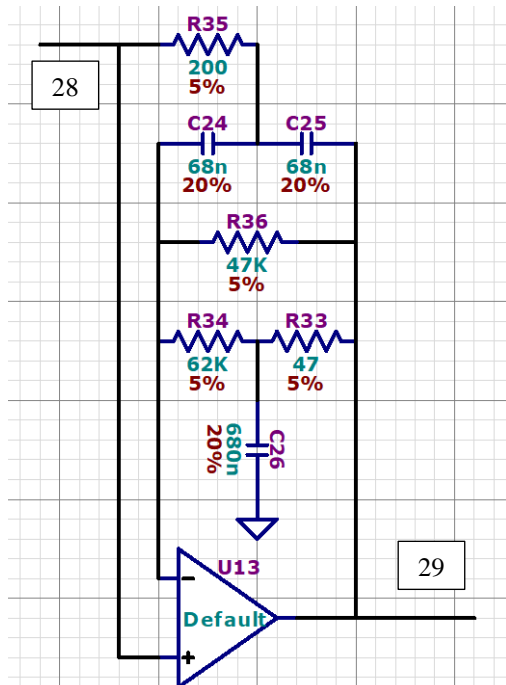 R35
200
5%
28
C24
68n
20%
C25
68n
20%
R36
47K
5%
R34
62K
5%
R33
47
5%
C26
680n
20%
U13
Default
-
+
29